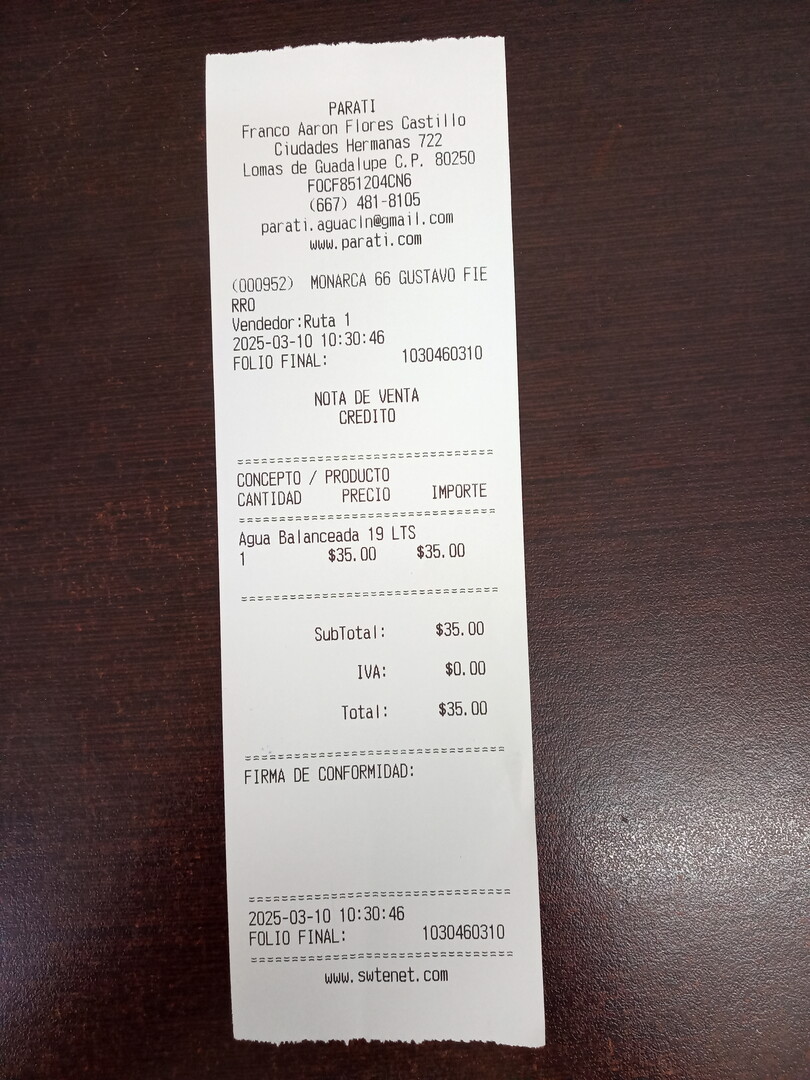 PARATI
Franco Aaron Flores Castillo
Ciudades Hermanas 722
Lomas de Guadalupe C.P. 80250
FOCF851204CN6
(667) 481-8105
parati.aguacln@gmail.com
www.parati.com
(000952) MONARCA 66 GUSTAVO FIE
RRO
Vendedor:Ruta 1
2025-03-10 10:30:46
FOLIO FINAL: 1030460310
NOTA DE VENTA
CREDITO
================================
CONCEPTO / PRODUCTO
CANTIDAD PRECIO IMPORTE
================================
Agua Balanceada 19 LTS
1 $35.00 $35.00
================================
SubTotal: $35.00
IVA: $0.00
Total: $35.00
================================
FIRMA DE CONFORMIDAD:
================================
2025-03-10 10:30:46
FOLIO FINAL: 1030460310
================================
www.swtenet.com